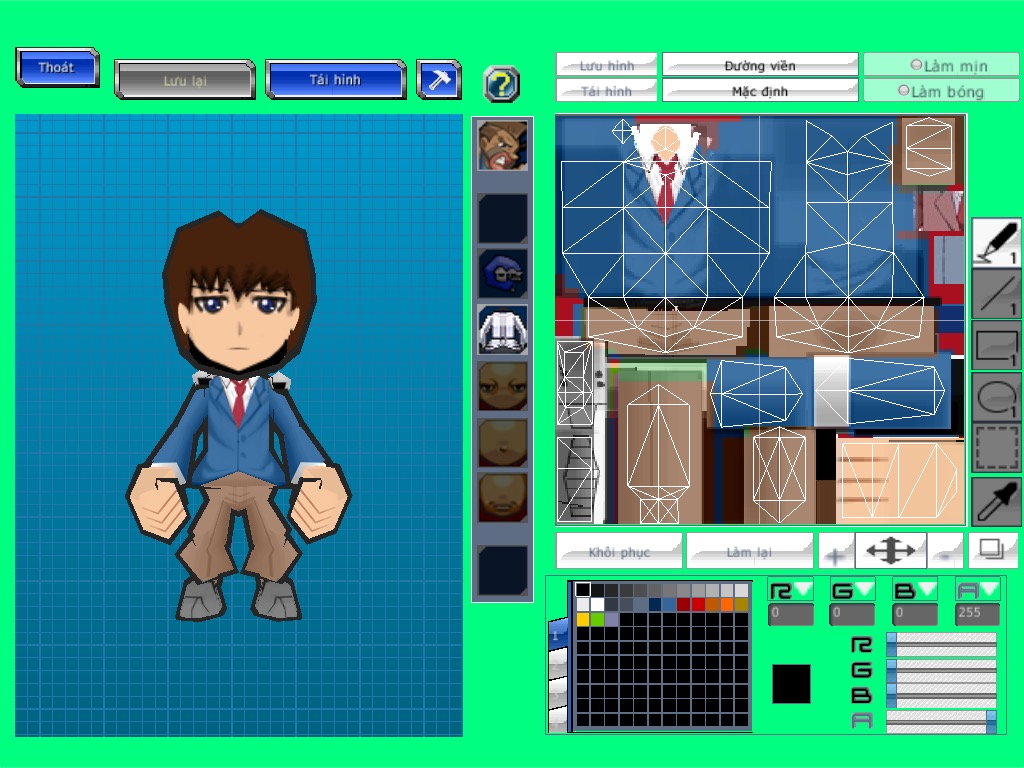 Thoát
Lưu lại
Tải hình
?
Lưu hình
Đường viền
Làm mịn
Tải hình
Mặc định
Làm bóng
1
1
1
1
Khôi phục
Làm lại
R G B A
0 0 0 255
1
R
G
B
A